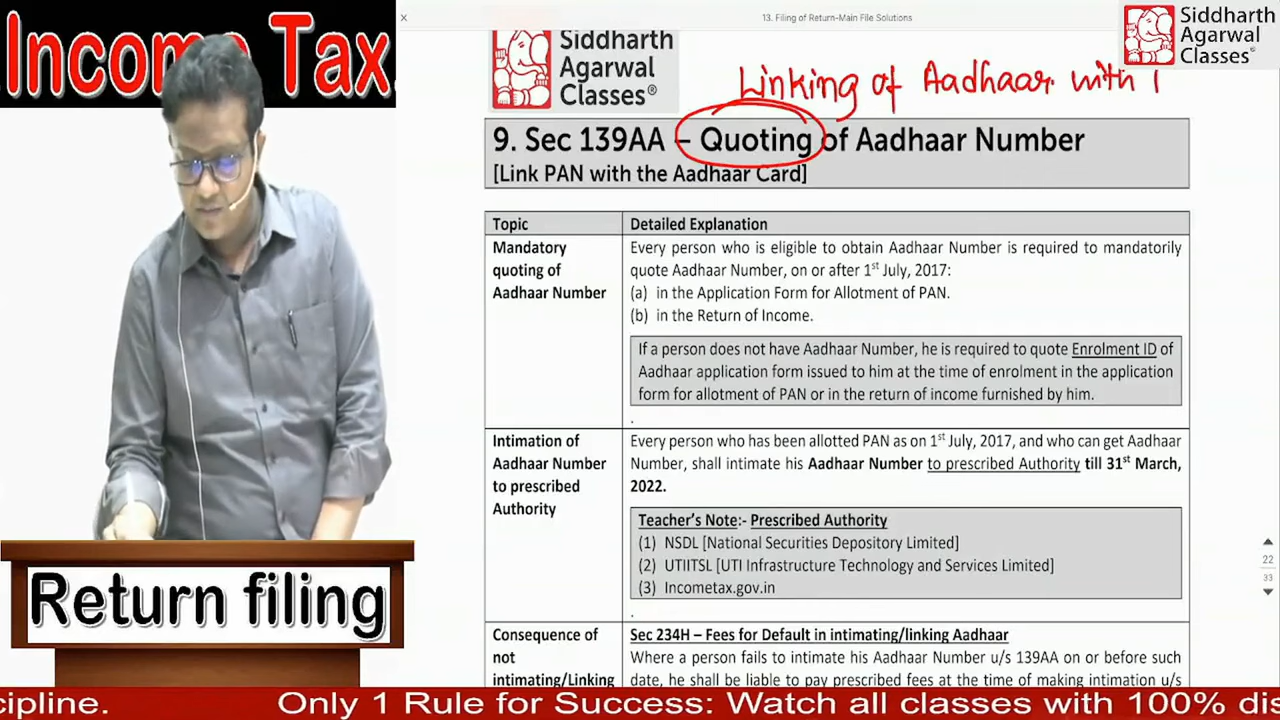 Income Tax.
×
13. Filing of Return-Main File Solutions
Siddharth
Agarwal
Classes®
Siddharth
Agarwal
Classes®
Linking of Aadhaar with
9. Sec 139AA – Quoting of Aadhaar Number
[Link PAN with the Aadhaar Card]
Topic
Detailed Explanation
Mandatory
quoting of
Aadhaar Number
Every person who is eligible to obtain Aadhaar Number is required to mandatorily
quote Aadhaar Number, on or after 1st July, 2017:
(a) in the Application Form for Allotment of PAN.
(b) in the Return of Income.
If a person does not have Aadhaar Number, he is required to quote Enrolment ID of
Aadhaar application form issued to him at the time of enrolment in the application
form for allotment of PAN or in the return of income furnished by him.
.
Intimation of
Aadhaar Number
to prescribed
Authority
Every person who has been allotted PAN as on 1st July, 2017, and who can get Aadhaar
Number, shall intimate his Aadhaar Number to prescribed Authority till 31st March,
2022.
Teacher's Note:- Prescribed Authority
(1) NSDL [National Securities Depository Limited]
(2) UTIITSL [UTI Infrastructure Technology and Services Limited]
(3) Incometax.gov.in
.
Consequence of
not
intimating/Linking
Sec 234H – Fees for Default in intimating/linking Aadhaar
Where a person fails to intimate his Aadhaar Number u/s 139AA on or before such
date, he shall be liable to pay prescribed fees at the time of making intimation u/s
22
33
Return filing
cipline. Only 1 Rule for Success: Watch all classes with 100% dis